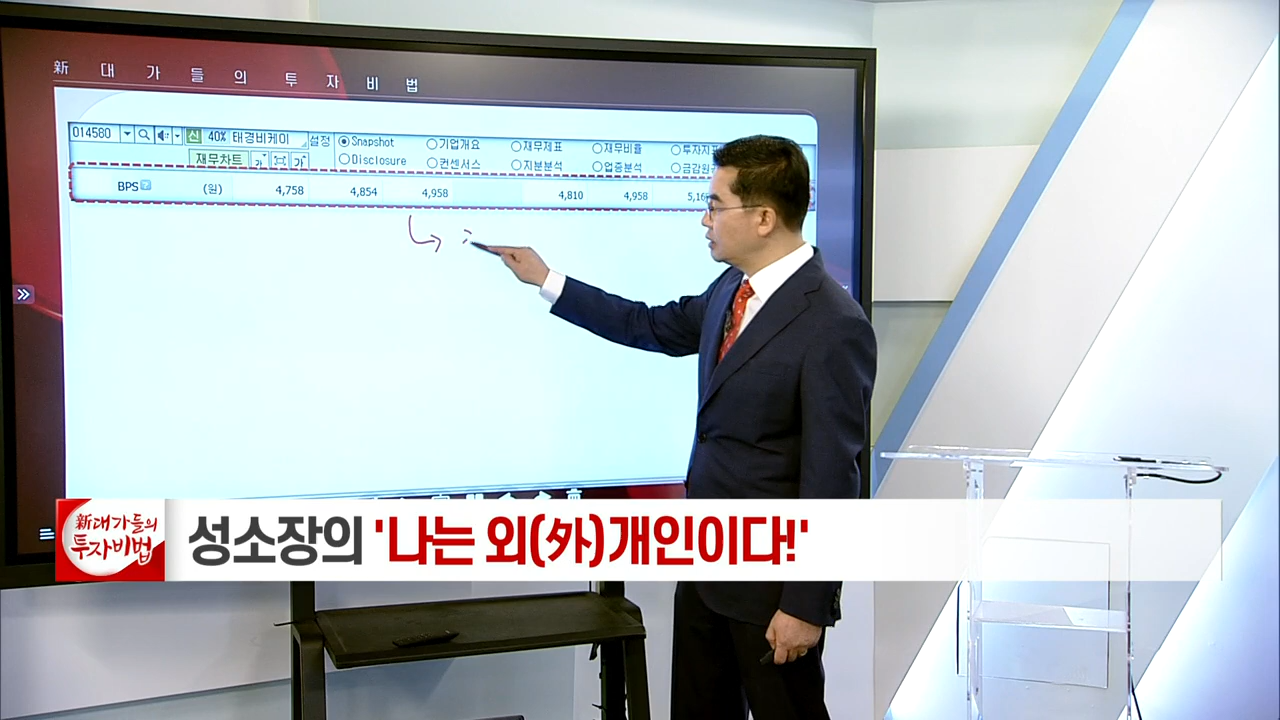 新 대 가 들 의 투 자 비 법
014580 신 40% 태경비케이 설정 Snapshot 기업개요 재무제표 재무비율
재무차트 Disclosure 컨센서스 지분분석 업종분석
BPS (원) 4,758 4,854 4,958 4,810 4,958
新대가들의
투자비법
성소장의 '나는 외(外)개인이다!'